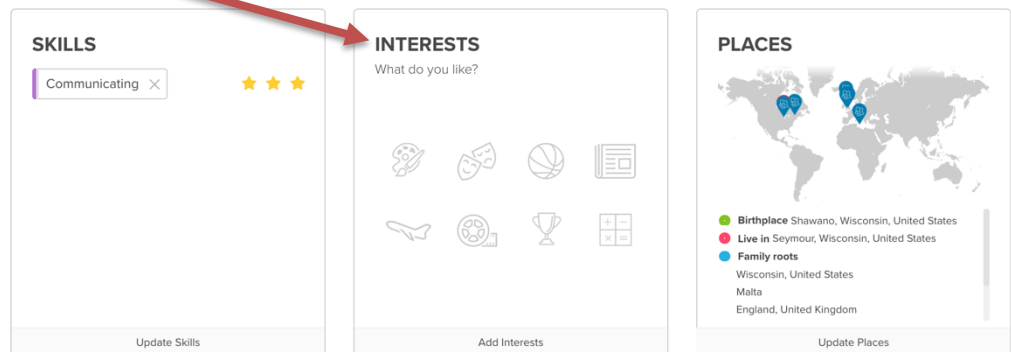 SKILLS
Communicating
Update Skills
INTERESTS
What do you like?
Add Interests
PLACES
Birthplace Shawano, Wisconsin, United States
Live in Seymour, Wisconsin, United States
Family roots
Wisconsin, United States
Malta
England, United Kingdom
Update Places